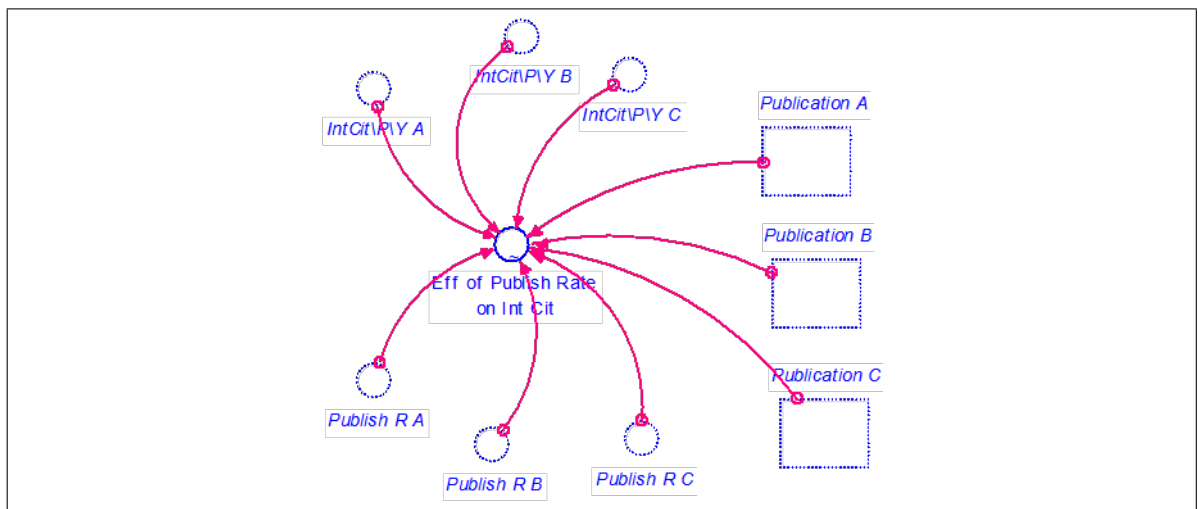 IntCit\P\Y B
IntCit\P\Y C
IntCit\P\Y A
Publication A
Publication B
Eff of Publish Rate
on Int Cit
Publication C
Publish R A
Publish R B
Publish R C